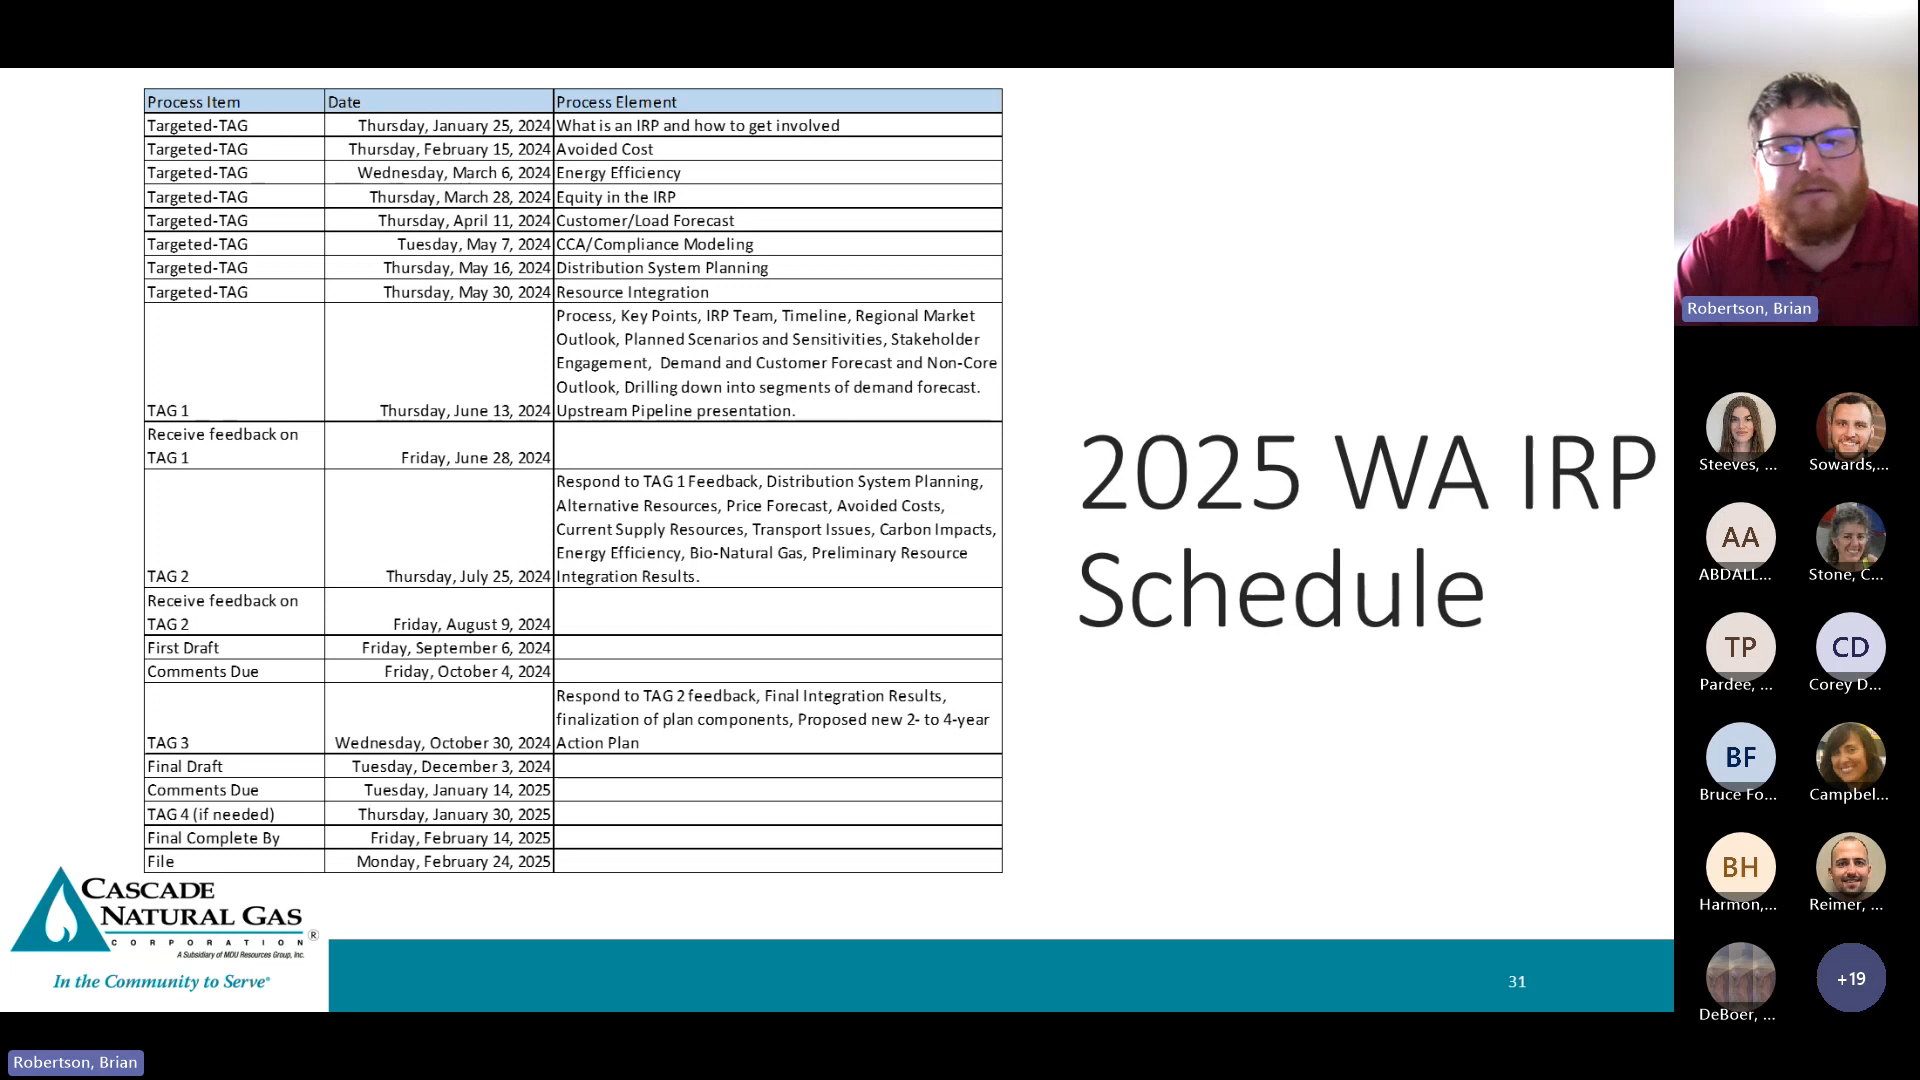 Process Item Date Process Element
Targeted-TAG Thursday, January 25, 2024 What is an IRP and how to get involved
Targeted-TAG Thursday, February 15, 2024 Avoided Cost
Targeted-TAG Wednesday, March 6, 2024 Energy Efficiency
Targeted-TAG Thursday, March 28, 2024 Equity in the IRP
Targeted-TAG Thursday, April 11, 2024 Customer/Load Forecast
Targeted-TAG Tuesday, May 7, 2024 CCA/Compliance Modeling
Targeted-TAG Thursday, May 16, 2024 Distribution System Planning
Targeted-TAG Thursday, May 30, 2024 Resource Integration
Process, Key Points, IRP Team, Timeline, Regional Market
Outlook, Planned Scenarios and Sensitivities, Stakeholder
Engagement, Demand and Customer Forecast and Non-Core
Outlook, Drilling down into segments of demand forecast.
TAG 1 Thursday, June 13, 2024 Upstream Pipeline presentation.
Receive feedback on
TAG 1 Friday, June 28, 2024
Respond to TAG 1 Feedback, Distribution System Planning,
Alternative Resources, Price Forecast, Avoided Costs,
Current Supply Resources, Transport Issues, Carbon Impacts,
Energy Efficiency, Bio-Natural Gas, Preliminary Resource
TAG 2 Thursday, July 25, 2024 Integration Results.
Receive feedback on
TAG 2 Friday, August 9, 2024
First Draft Friday, September 6, 2024
Comments Due Friday, October 4, 2024
Respond to TAG 2 feedback, Final Integration Results,
finalization of plan components, Proposed new 2- to 4-year
TAG 3 Wednesday, October 30, 2024 Action Plan
Final Draft Tuesday, December 3, 2024
Comments Due Tuesday, January 14, 2025
TAG 4 (if needed) Thursday, January 30, 2025
Final Complete By Friday, February 14, 2025
File Monday, February 24, 2025
2025 WA IRP
Schedule
CASCADE
NATURAL GAS
CORPORATION ®
A Subsidiary of MDU Resources Group, Inc.
In the Community to Serve®
31
Robertson, Brian
Steeves, ... Sowards,...
AA
ABDALL... Stone, C...
TP CD
Pardee, ... Corey D...
BF
Bruce Fo... Campbel...
BH
Harmon,... Reimer, ...
+19
DeBoer, ...
Robertson, Brian